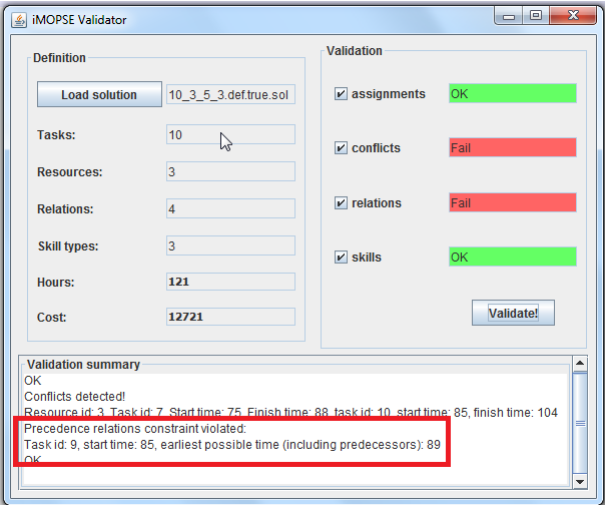 iMOPSE Validator
Definition
Load solution 10_3_5_3.def.true.sol
Tasks: 10
Resources: 3
Relations: 4
Skill types: 3
Hours: 121
Cost: 12721
Validation
assignments OK
conflicts Fail
relations Fail
skills OK
Validate!
Validation summary
OK
Conflicts detected!
Resource id: 3, Task id: 7, Start time: 75, Finish time: 88, task id: 10, start time: 85, finish time: 104
Precedence relations constraint violated:
Task id: 9, start time: 85, earliest possible time (including predecessors): 89
OK